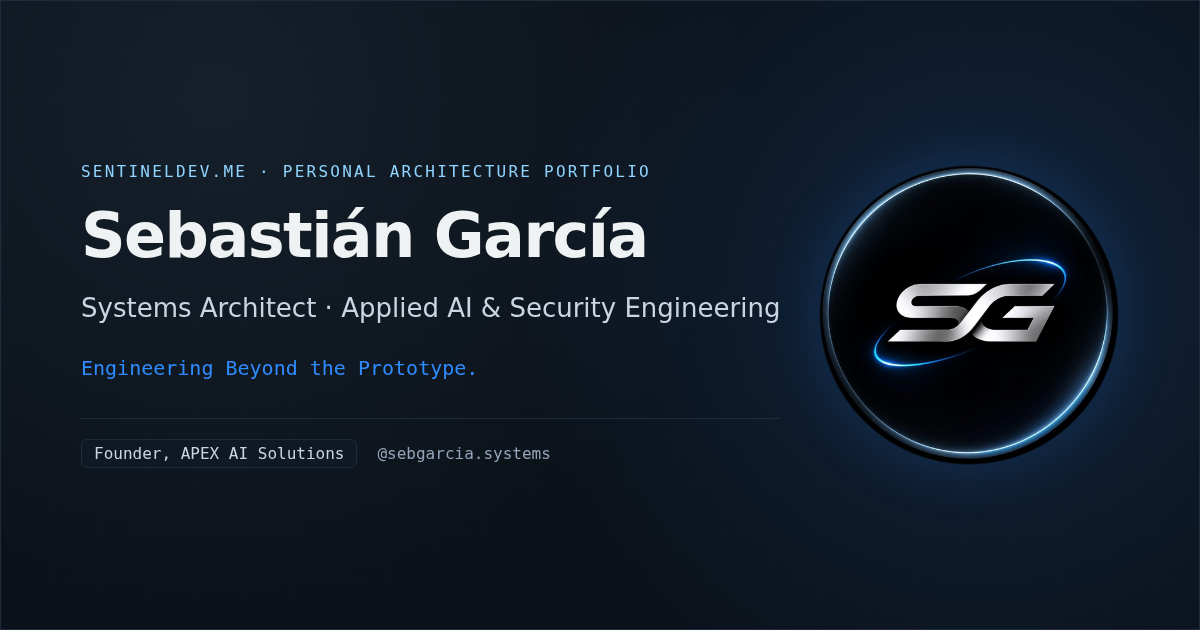 SENTINELDEV.ME · PERSONAL ARCHITECTURE PORTFOLIO
Sebastián García
Systems Architect · Applied AI & Security Engineering
Engineering Beyond the Prototype.
Founder, APEX AI Solutions @sebgarcia.systems
SG